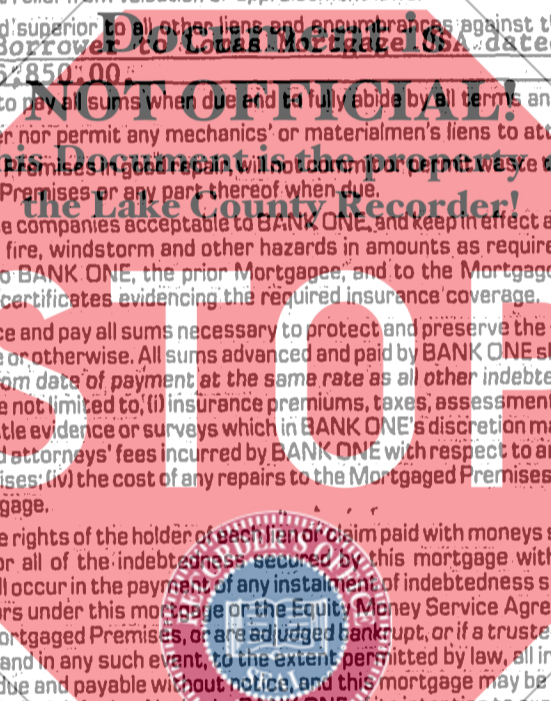 Document is
d superior to all other liens and encumbrances against t
Borrower to Lomas Mortgage USA date
5,850.00.
NOT OFFICIAL!
to pay all sums when due and to fully abide by all terms an
r nor permit any mechanics' or materialmen's liens to at
This Document is the property
Premises in good repair, will not commit or permit waste t
Premises or any part thereof when due.
the Lake County Recorder!
e companies acceptable to BANK ONE, and keep in effect a
fire, windstorm and other hazards in amounts as require
o BANK ONE, the prior Mortgagee, and to the Mortgag
certificates evidencing the required insurance coverage.
STOP
ce and pay all sums necessary to protect and preserve the
e or otherwise. All sums advanced and paid by BANK ONE s
om date of payment at the same rate as all other indebte
e not limited to, (i) insurance premiums, taxes, assessmen
tle evidence or surveys which in BANK ONE's discretion m
d attorneys' fees incurred by BANK ONE with respect to a
ises; (iv) the cost of any repairs to the Mortgaged Premises
gage.
e rights of the holder of each lien or claim paid with moneys s
or all of the indebtedness secured by this mortgage with
ll occur in the payment of any instalment of indebtedness s
rs under this mortgage or the Equity Money Service Agre
ortgaged Premises, or are adjudged bankrupt, or if a truste
and in any such event, to the extent permitted by law, all in
due and payable without notice, and this mortgage may be